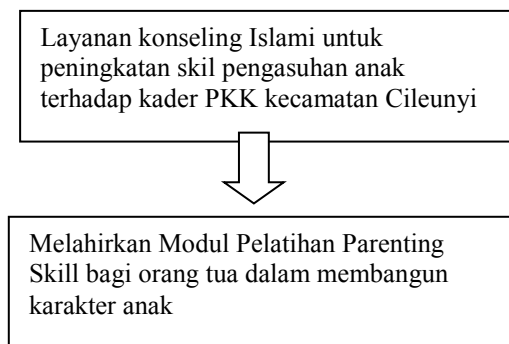 Layanan konseling Islami untuk
peningkatan skil pengasuhan anak
terhadap kader PKK kecamatan Cileunyi
Melahirkan Modul Pelatihan Parenting
Skill bagi orang tua dalam membangun
karakter anak